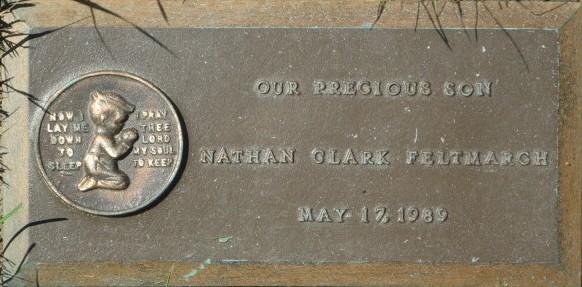 NOW I
LAY ME
DOWN
TO
SLEEP
I PRAY
THEE
LORD
MY SOUL
TO KEEP
OUR PRECIOUS SON
NATHAN CLARK FELTMARCH
MAY 17, 1989